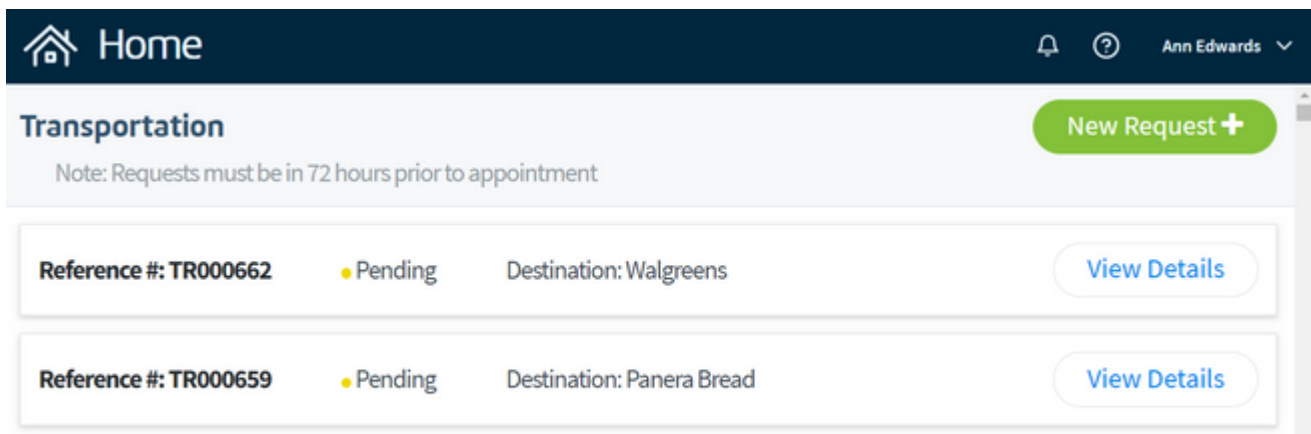 Home
Ann Edwards
Transportation
New Request
Note: Requests must be in 72 hours prior to appointment
Reference #: TR000662 Pending Destination: Walgreens View Details
Reference #: TR000659 Pending Destination: Panera Bread View Details